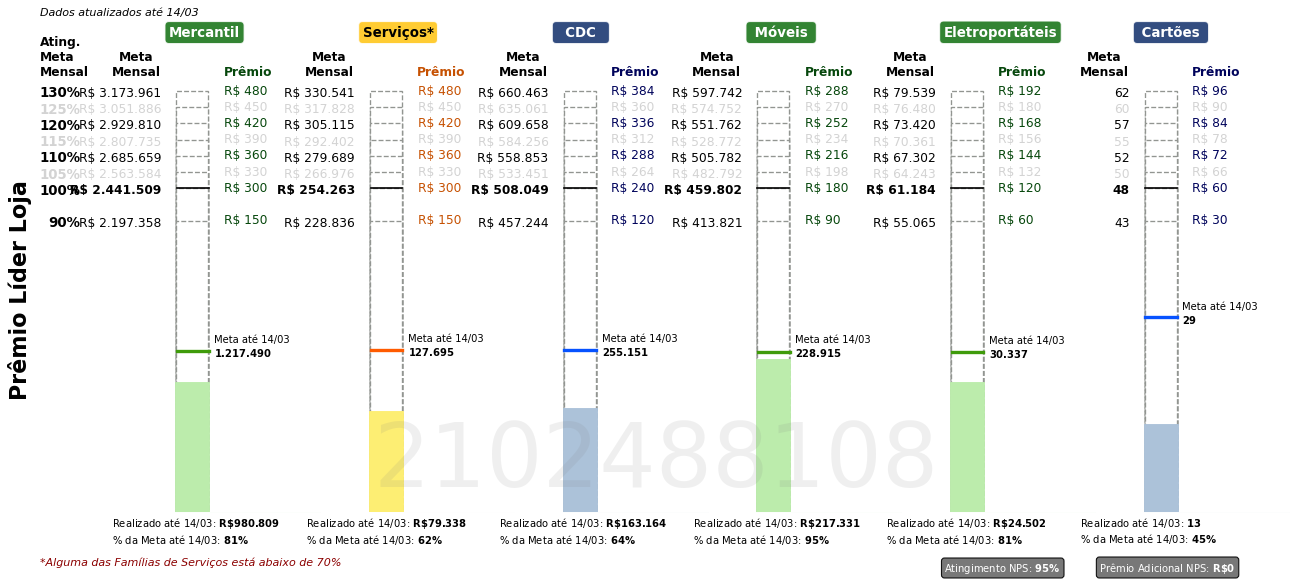 Dados atualizados até 14/03
Mercantil Serviços* CDC Móveis Eletroportáteis Cartões
Ating. Meta Mensal Meta Mensal Prêmio Meta Mensal Prêmio Meta Mensal Prêmio Meta Mensal Prêmio Meta Mensal Prêmio Meta Mensal Prêmio
130% R$ 3.173.961 R$ 480 R$ 330.541 R$ 480 R$ 660.463 R$ 384 R$ 597.742 R$ 288 R$ 79.539 R$ 192 62 R$ 96
125% R$ 3.051.886 R$ 450 R$ 317.828 R$ 450 R$ 635.061 R$ 360 R$ 574.752 R$ 270 R$ 76.480 R$ 180 60 R$ 90
120% R$ 2.929.810 R$ 420 R$ 305.115 R$ 420 R$ 609.658 R$ 336 R$ 551.762 R$ 252 R$ 73.420 R$ 168 57 R$ 84
115% R$ 2.807.735 R$ 390 R$ 292.402 R$ 390 R$ 584.256 R$ 312 R$ 528.772 R$ 234 R$ 70.361 R$ 156 55 R$ 78
110% R$ 2.685.659 R$ 360 R$ 279.689 R$ 360 R$ 558.853 R$ 288 R$ 505.782 R$ 216 R$ 67.302 R$ 144 52 R$ 72
105% R$ 2.563.584 R$ 330 R$ 266.976 R$ 330 R$ 533.451 R$ 264 R$ 482.792 R$ 198 R$ 64.243 R$ 132 50 R$ 66
100% R$ 2.441.509 R$ 300 R$ 254.263 R$ 300 R$ 508.049 R$ 240 R$ 459.802 R$ 180 R$ 61.184 R$ 120 48 R$ 60
90% R$ 2.197.358 R$ 150 R$ 228.836 R$ 150 R$ 457.244 R$ 120 R$ 413.821 R$ 90 R$ 55.065 R$ 60 43 R$ 30
Prêmio Líder Loja
Meta até 14/03 Meta até 14/03 Meta até 14/03 Meta até 14/03 Meta até 14/03 Meta até 14/03
1.217.490 127.695 255.151 228.915 30.337 29
2102488108
Realizado até 14/03: R$980.809 Realizado até 14/03: R$79.338 Realizado até 14/03: R$163.164 Realizado até 14/03: R$217.331 Realizado até 14/03: R$24.502 Realizado até 14/03: 13
% da Meta até 14/03: 81% % da Meta até 14/03: 62% % da Meta até 14/03: 64% % da Meta até 14/03: 95% % da Meta até 14/03: 81% % da Meta até 14/03: 45%
*Alguma das Famílias de Serviços está abaixo de 70%
Atingimento NPS: 95% Prêmio Adicional NPS: R$0